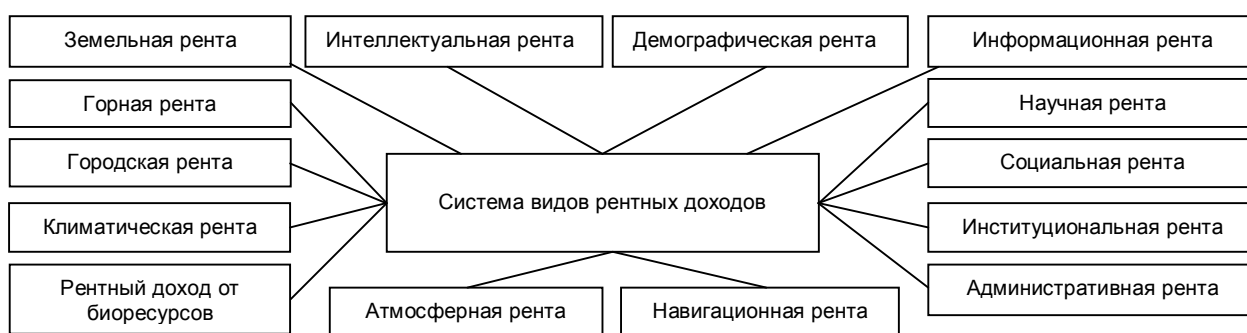 Земельная рента
Интеллектуальная рента
Демографическая рента
Информационная рента
Горная рента
Научная рента
Городская рента
Социальная рента
Система видов рентных доходов
Климатическая рента
Институциональная рента
Рентный доход от
биоресурсов
Атмосферная рента
Навигационная рента
Административная рента